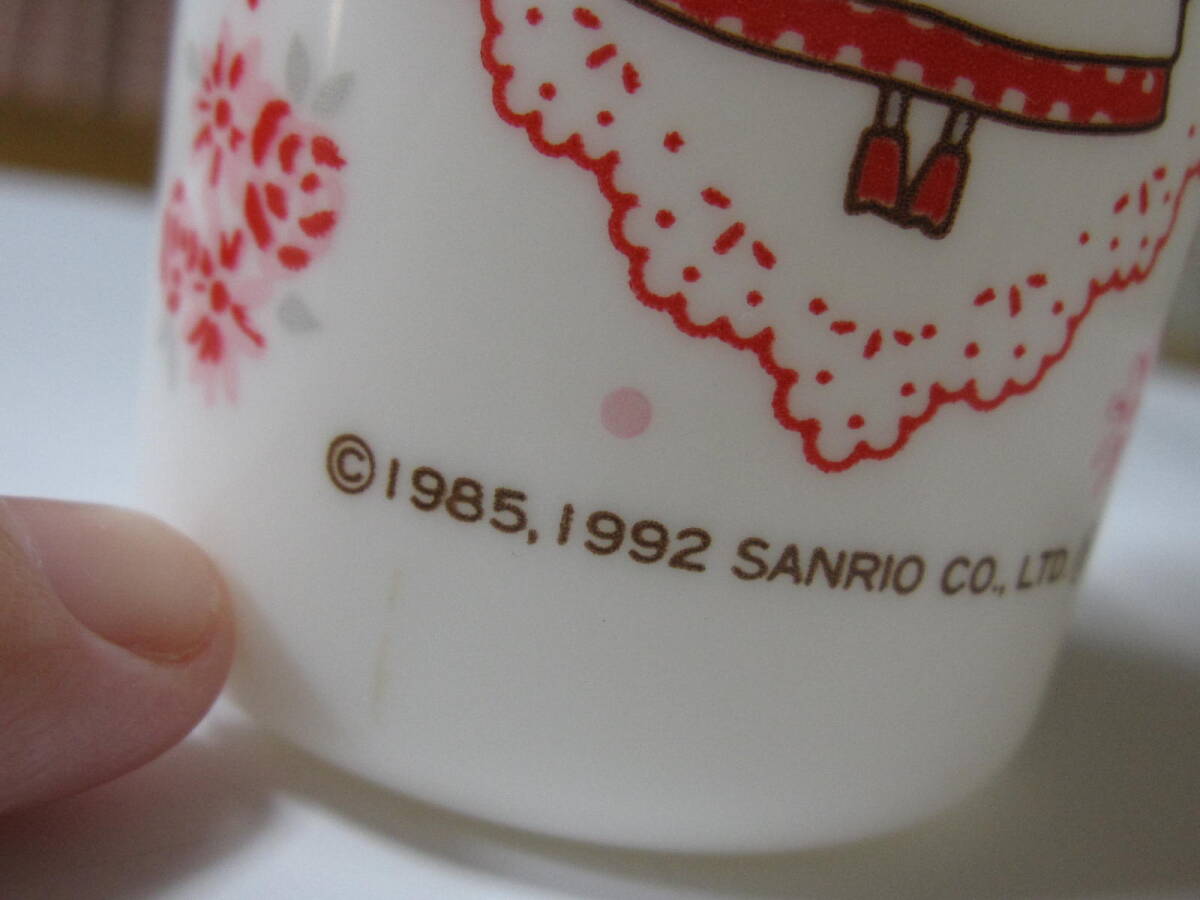 ©1985, 1992 SANRIO CO., LTD.